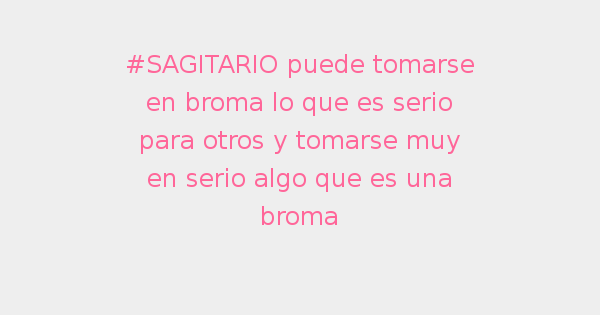 #SAGITARIO puede tomarse
en broma lo que es serio
para otros y tomarse muy
en serio algo que es una
broma